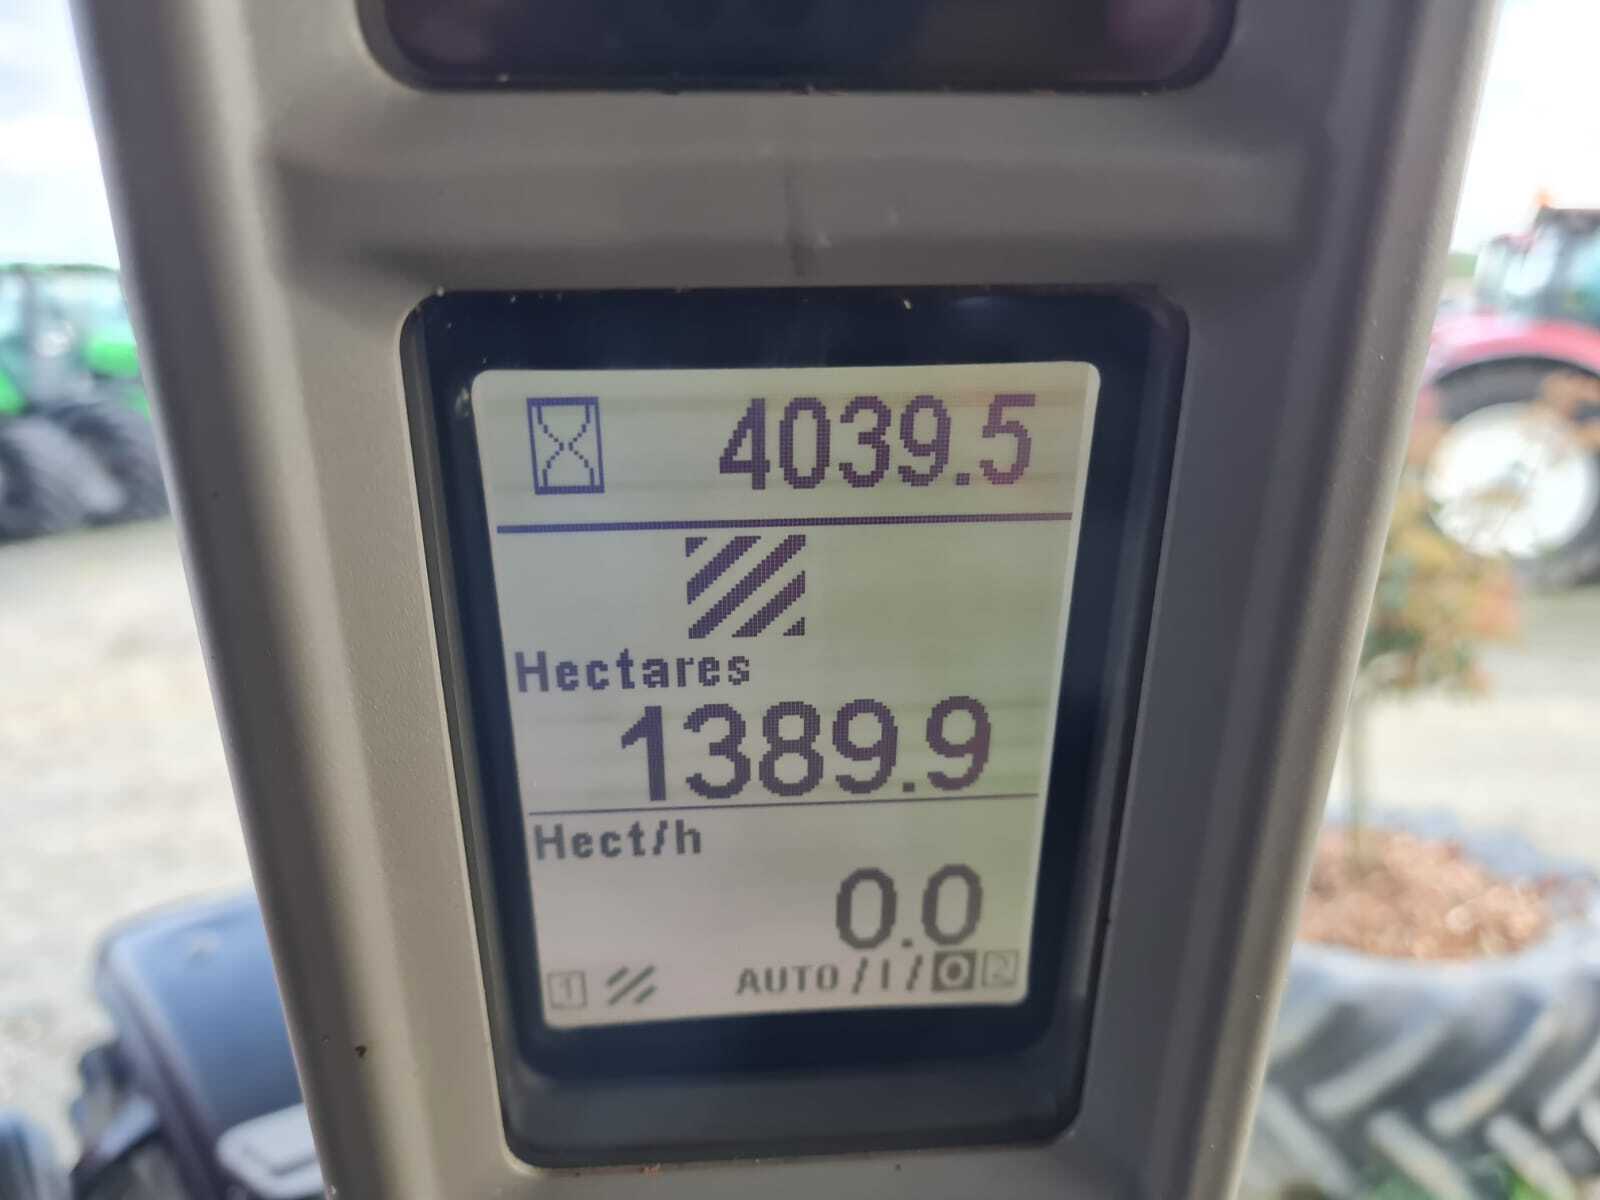 4039.5
Hectares
1389.9
Hect/h
0.0
1 AUTO/I/O 2